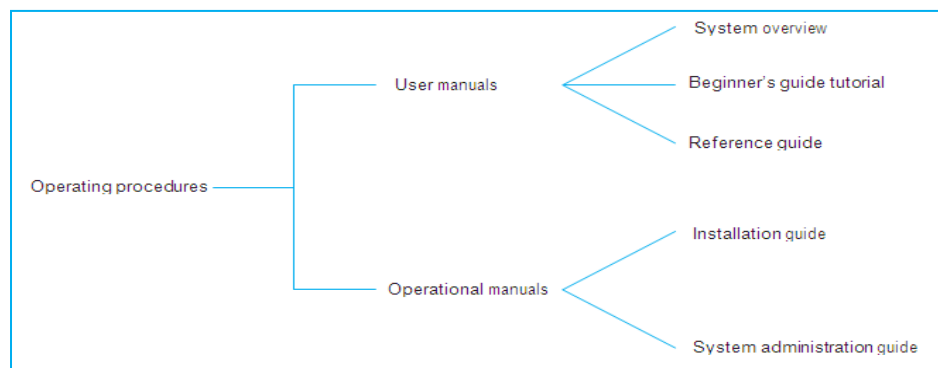 System overview
User manuals
Beginner's guide tutorial
Reference guide
Operating procedures
Installation guide
Operational manuals
System administration guide